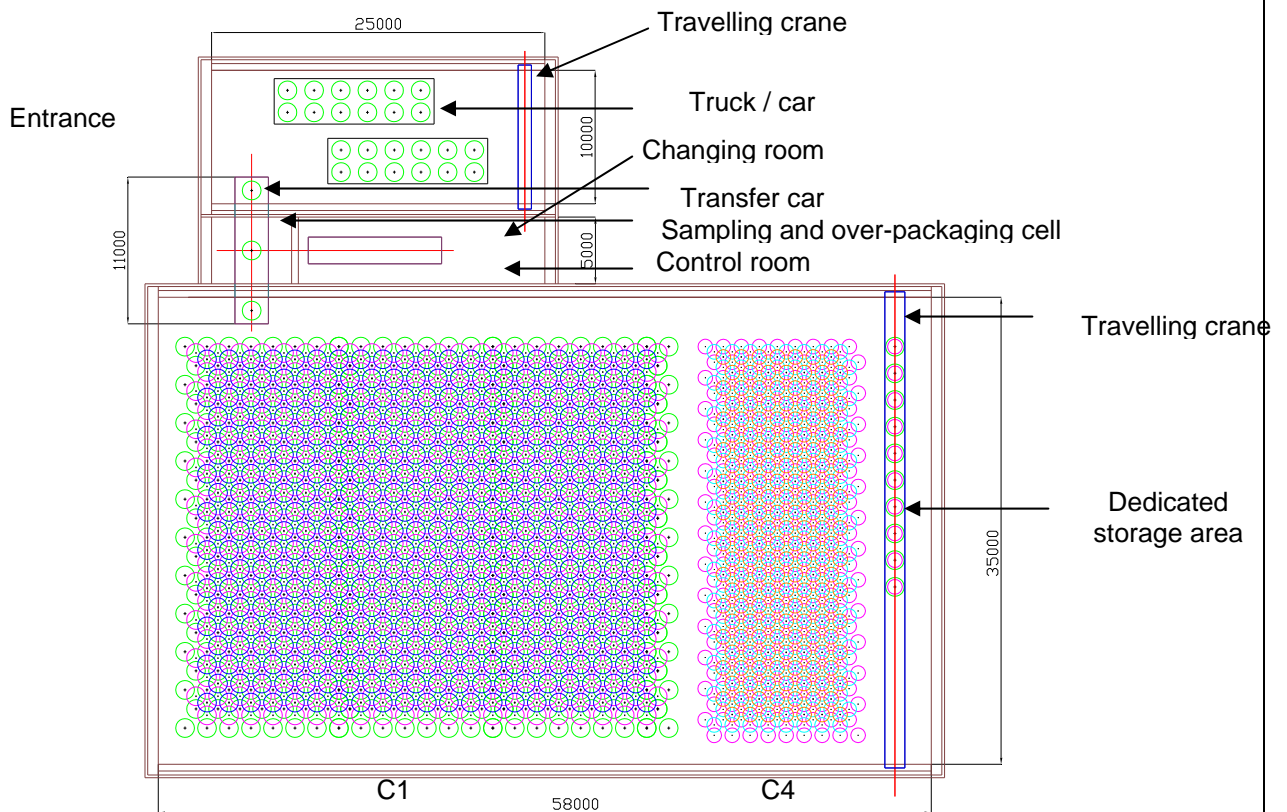 25000
Travelling crane
Truck / car
Entrance
10000
Changing room
Transfer car
11000
Sampling and over-packaging cell
5000
Control room
Travelling crane
Dedicated
storage area
35000
C1
C4
58000